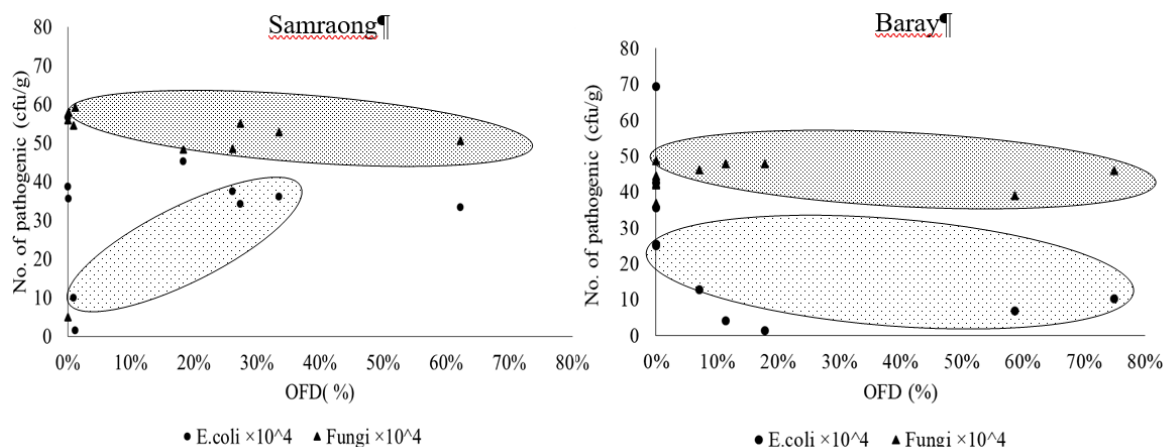 Samraong¶
80
70
60
50
40
30
20
10
0
No. of pathogenic (cfu/g)
0% 10% 20% 30% 40% 50% 60% 70% 80%
OFD( %)
● E.coli ×10^4 ▲ Fungi ×10^4
Baray¶
80
70
60
50
40
30
20
10
0
No. of pathogenic (cfu/g)
0% 10% 20% 30% 40% 50% 60% 70% 80%
OFD (%)
● E.coli ×10^4 ▲ Fungi ×10^4